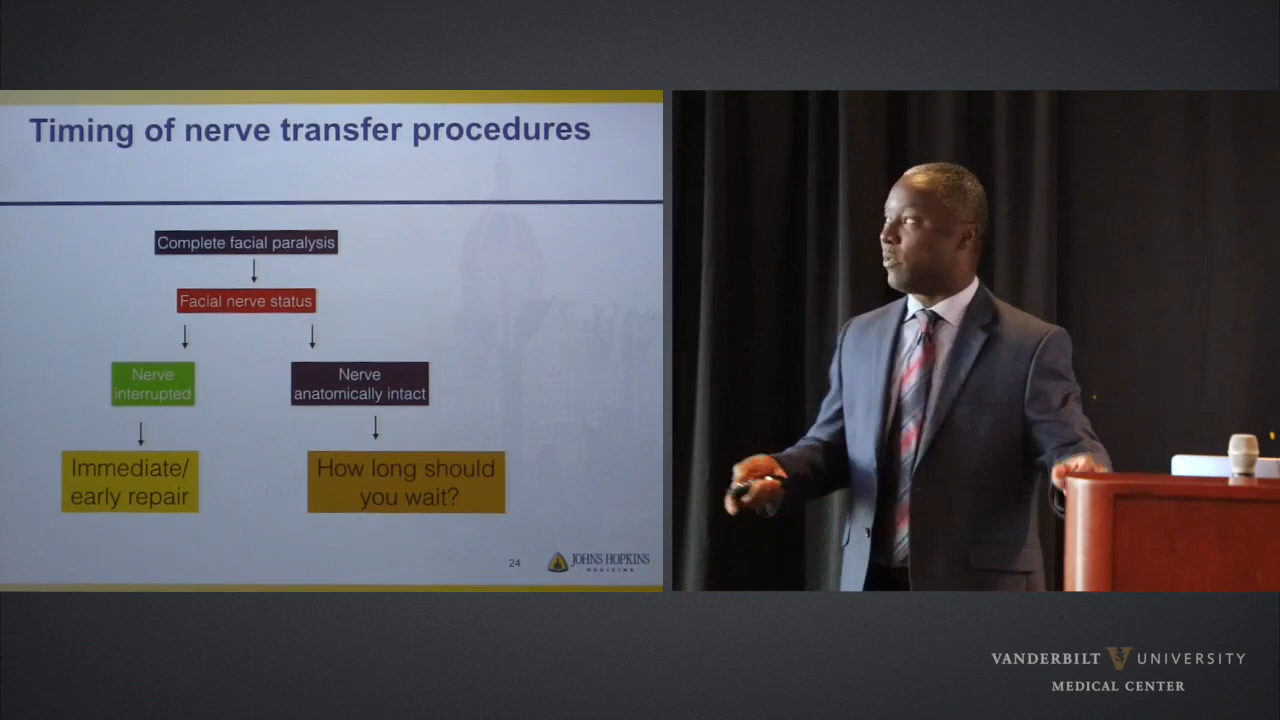 Timing of nerve transfer procedures
Complete facial paralysis
Facial nerve status
Nerve
interrupted
Nerve
anatomically intact
Immediate/
early repair
How long should
you wait?
24
JOHNS HOPKINS
MEDICINE
VANDERBILT V UNIVERSITY
MEDICAL CENTER